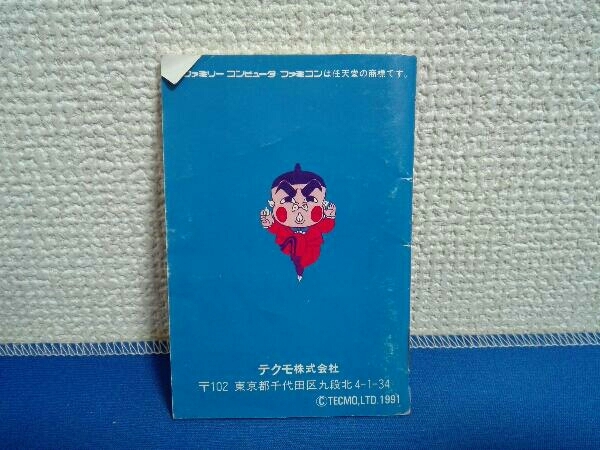 ファミリー コンピュータ ファミコンは任天堂の商標です。
テクモ株式会社
〒102 東京都千代田区九段北4-1-34
©TECMO,LTD.1991